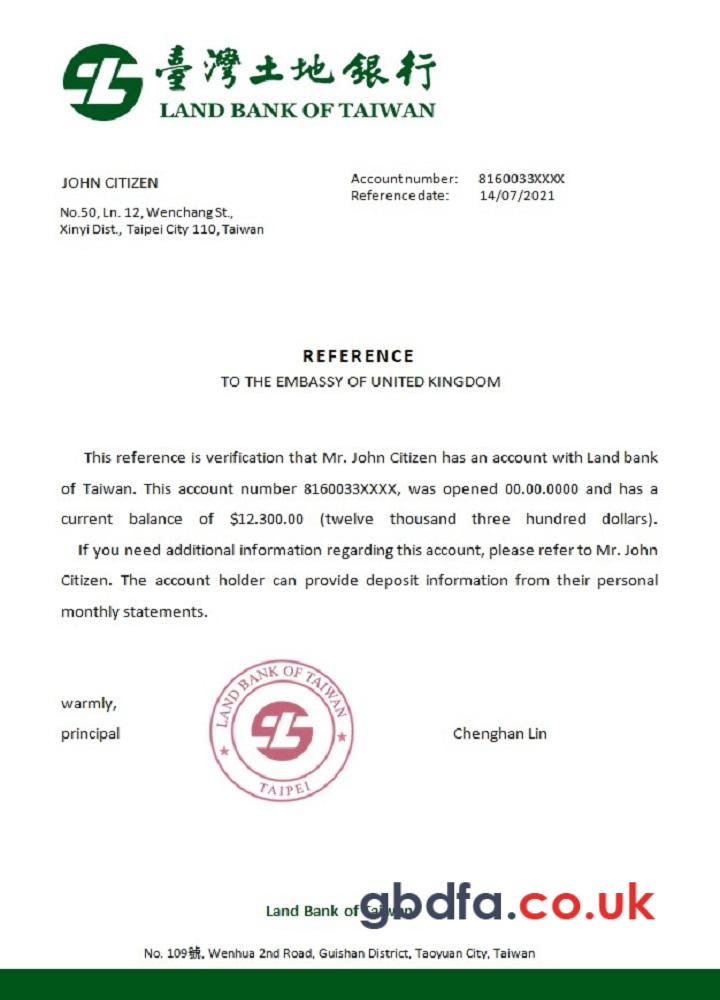 臺灣土地銀行
LAND BANK OF TAIWAN
JOHN CITIZEN
Account number: 8160033XXXX
Reference date: 14/07/2021
No.50, Ln. 12, Wenchang St.,
Xinyi Dist., Taipei City 110, Taiwan
REFERENCE
TO THE EMBASSY OF UNITED KINGDOM
This reference is verification that Mr. John Citizen has an account with Land bank
of Taiwan. This account number 8160033XXXX, was opened 00.00.0000 and has a
current balance of $12.300.00 (twelve thousand three hundred dollars).
If you need additional information regarding this account, please refer to Mr. John
Citizen. The account holder can provide deposit information from their personal
monthly statements.
LAND BANK OF TAIWAN
TAIPEI
warmly,
principal
Chenghan Lin
Land Bank of Taiwan
gbdfa.co.uk
No. 109號, Wenhua 2nd Road, Guishan District, Taoyuan City, Taiwan